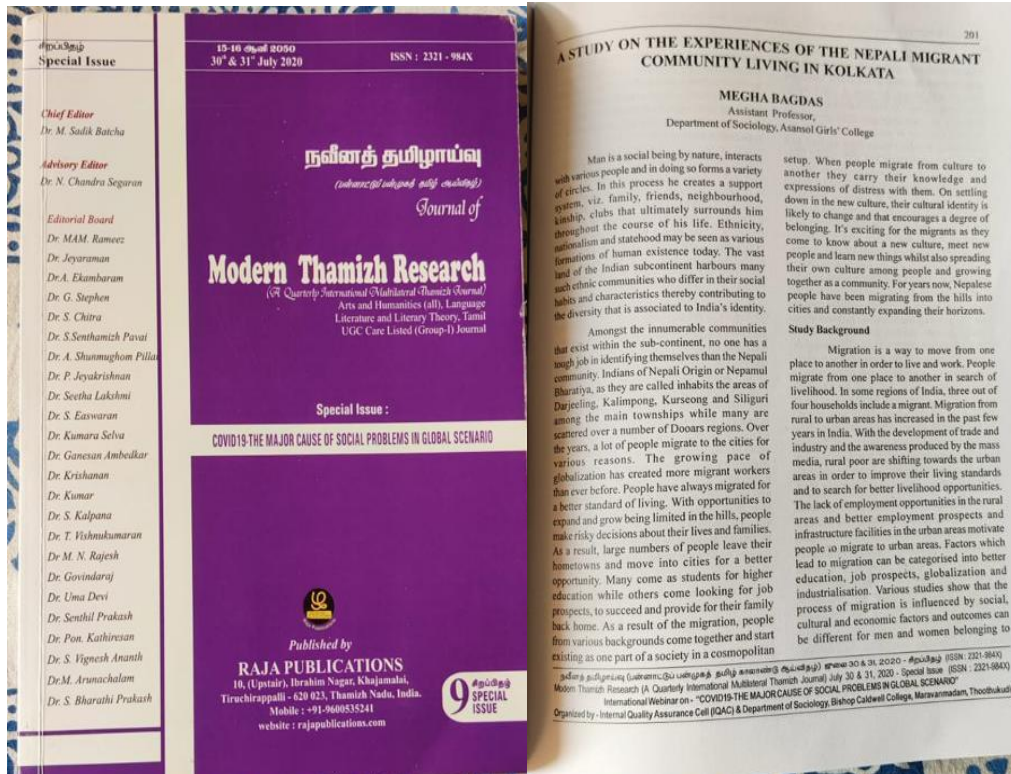 சிறப்பிதழ்
Special Issue
Chief Editor
Dr. M. Sadik Batcha
Advisory Editor
Dr. N. Chandra Segaran
Editorial Board
Dr. MAM. Rameez
Dr. Jeyaraman
Dr.A. Ekambaram
Dr. G. Stephen
Dr. S. Chitra
Dr. S.Senthamizh Pavai
Dr. A. Shunmughom Pillai
Dr. P. Jeyakrishnan
Dr. Seetha Lakshmi
Dr. S. Easwaran
Dr. Kumara Selva
Dr. Ganesan Ambedkar
Dr. Krishanan
Dr. Kumar
Dr. S. Kalpana
Dr. T. Vishnukumaran
Dr M. N. Rajesh
Dr. Govindaraj
Dr. Uma Devi
Dr. Senthil Prakash
Dr. Pon. Kathiresan
Dr. S. Vignesh Ananth
Dr.M. Arunachalam
Dr. S. Bharathi Prakash
15-16 ஆனி 2050
30th & 31st July 2020
ISSN : 2321 - 984X
நவீனத் தமிழாய்வு
(பன்னாட்டுப் பன்முகத் தமிழ் ஆய்விதழ்)
Journal of
Modern Thamizh Research
(A Quarterly International Multilateral Thamizh Journal)
Arts and Humanities (all), Language
Literature and Literary Theory, Tamil
UGC Care Listed (Group-I) Journal
Special Issue :
COVID19-THE MAJOR CAUSE OF SOCIAL PROBLEMS IN GLOBAL SCENARIO
Published by
RAJA PUBLICATIONS
10, (Upstair), Ibrahim Nagar, Khajamalai,
Tiruchirappalli - 620 023, Thamizh Nadu, India.
Mobile : +91-9600535241
website : rajapublications.com
9 சிறப்பிதழ்
SPECIAL
ISSUE
201
A STUDY ON THE EXPERIENCES OF THE NEPALI MIGRANT
COMMUNITY LIVING IN KOLKATA
MEGHA BAGDAS
Assistant Professor,
Department of Sociology, Asansol Girls' College
Man is a social being by nature, interacts
with various people and in doing so forms a variety
of circles. In this process he creates a support
system, viz. family, friends, neighbourhood,
kinship, clubs that ultimately surrounds him
throughout the course of his life. Ethnicity,
nationalism and statehood may be seen as various
formations of human existence today. The vast
land of the Indian subcontinent harbours many
such ethnic communities who differ in their social
habits and characteristics thereby contributing to
the diversity that is associated to India's identity.
Amongst the innumerable communities
that exist within the sub-continent, no one has a
tough job in identifying themselves than the Nepali
community. Indians of Nepali Origin or Nepamul
Bharatiya, as they are called inhabits the areas of
Darjeeling, Kalimpong, Kurseong and Siliguri
among the main townships while many are
scattered over a number of Dooars regions. Over
the years, a lot of people migrate to the cities for
various reasons. The growing pace of
globalization has created more migrant workers
than ever before. People have always migrated for
a better standard of living. With opportunities to
expand and grow being limited in the hills, people
make risky decisions about their lives and families.
As a result, large numbers of people leave their
hometowns and move into cities for a better
opportunity. Many come as students for higher
education while others come looking for job
prospects, to succeed and provide for their family
back home. As a result of the migration, people
from various backgrounds come together and start
existing as one part of a society in a cosmopolitan
setup. When people migrate from culture to
another they carry their knowledge and
expressions of distress with them. On settling
down in the new culture, their cultural identity is
likely to change and that encourages a degree of
belonging. It's exciting for the migrants as they
come to know about a new culture, meet new
people and learn new things whilst also spreading
their own culture among people and growing
together as a community. For years now, Nepalese
people have been migrating from the hills into
cities and constantly expanding their horizons.
Study Background
Migration is a way to move from one
place to another in order to live and work. People
migrate from one place to another in search of
livelihood. In some regions of India, three out of
four households include a migrant. Migration from
rural to urban areas has increased in the past few
years in India. With the development of trade and
industry and the awareness produced by the mass
media, rural poor are shifting towards the urban
areas in order to improve their living standards
and to search for better livelihood opportunities.
The lack of employment opportunities in the rural
areas and better employment prospects and
infrastructure facilities in the urban areas motivate
people to migrate to urban areas. Factors which
lead to migration can be categorised into better
education, job prospects, globalization and
industrialisation. Various studies show that the
process of migration is influenced by social,
cultural and economic factors and outcomes can
be different for men and women belonging to
நவீனத் தமிழாய்வு (பன்னாட்டுப் பன்முகத் தமிழ் காலாண்டு ஆய்விதழ்) ஜூலை 30 & 31, 2020 - சிறப்பிதழ் (ISSN : 2321-984X)
Modern Thamizh Research (A Quarterly International Multilateral Thamizh Journal) July 30 & 31, 2020 - Special Issue (ISSN : 2321-984X)
International Webinar on - "COVID19-THE MAJOR CAUSE OF SOCIAL PROBLEMS IN GLOBAL SCENARIO"
Organized by - Internal Quality Assurance Cell (IQAC) & Department of Sociology, Bishop Caldwell College, Maravanmadam, Thoothukudi